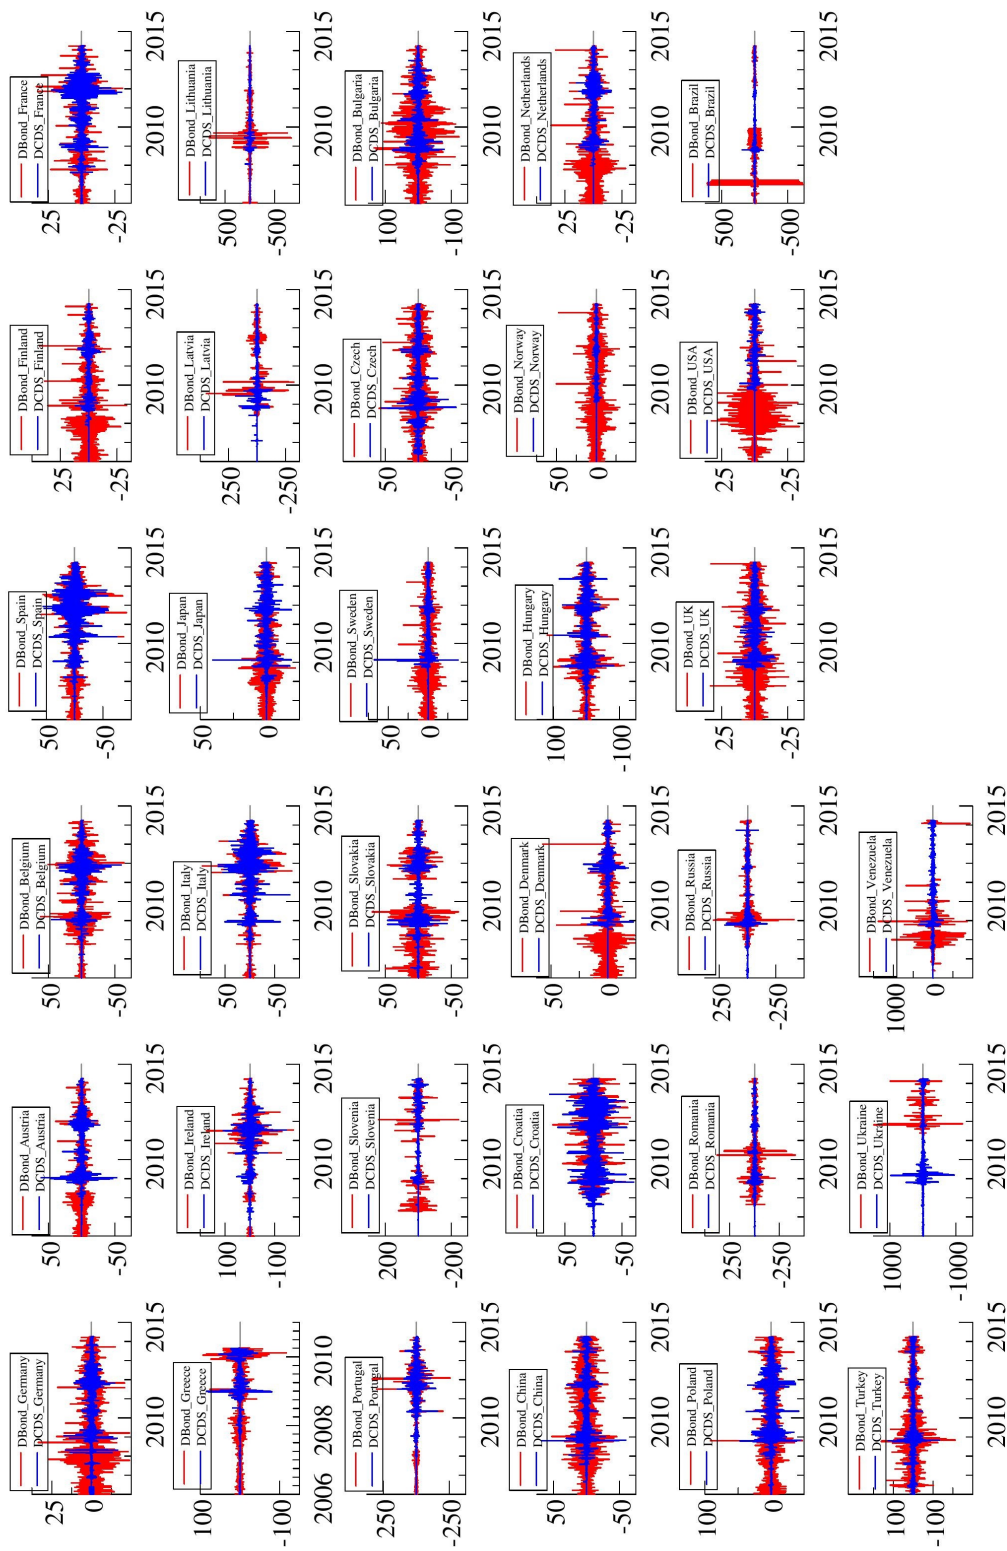 DBond_Germany
DCDS_Germany
25
0
2010 2015
DBond_Austria
DCDS_Austria
50
-50
2010 2015
DBond_Belgium
DCDS_Belgium
50
-50
2010 2015
DBond_Spain
DCDS_Spain
50
-50
2010 2015
DBond_Finland
DCDS_Finland
25
-25
2010 2015
DBond_France
DCDS_France
25
-25
2010 2015
DBond_Greece
DCDS_Greece
100
-100
2006 2008 2010
DBond_Ireland
DCDS_Ireland
100
-100
2010 2015
DBond_Italy
DCDS_Italy
50
-50
2010 2015
DBond_Japan
DCDS_Japan
50
0
2010 2015
DBond_Latvia
DCDS_Latvia
250
-250
2010 2015
DBond_Lithuania
DCDS_Lithuania
500
-500
2010 2015
DBond_Portugal
DCDS_Portugal
250
-250
2010 2015
DBond_Slovenia
DCDS_Slovenia
200
-200
2010 2015
DBond_Slovakia
DCDS_Slovakia
50
-50
2010 2015
DBond_Sweden
DCDS_Sweden
50
0
2010 2015
DBond_Czech
DCDS_Czech
50
-50
2010 2015
DBond_Bulgaria
DCDS_Bulgaria
100
-100
2010 2015
DBond_China
DCDS_China
50
-50
2010 2015
DBond_Croatia
DCDS_Croatia
50
-50
2010 2015
DBond_Denmark
DCDS_Denmark
50
0
2010 2015
DBond_Hungary
DCDS_Hungary
100
-100
2010 2015
DBond_Norway
DCDS_Norway
50
0
2010 2015
DBond_Netherlands
DCDS_Netherlands
25
-25
2010 2015
DBond_Poland
DCDS_Poland
100
0
2010 2015
DBond_Romania
DCDS_Romania
250
-250
2010 2015
DBond_Russia
DCDS_Russia
250
-250
2010 2015
DBond_UK
DCDS_UK
25
-25
2010 2015
DBond_USA
DCDS_USA
25
-25
2010 2015
DBond_Brazil
DCDS_Brazil
500
-500
2010 2015
DBond_Turkey
DCDS_Turkey
100
-100
2010 2015
DBond_Ukraine
DCDS_Ukraine
1000
-1000
2010 2015
DBond_Venezuela
DCDS_Venezuela
1000
0
2010 2015